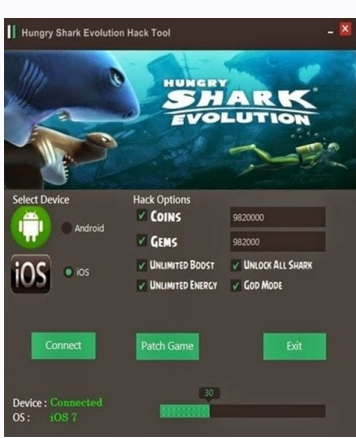 Hungry Shark Evolution Hack Tool
HUNGRY
SHARK
EVOLUTION
Select Device
Hack Options
Android
iOS
iOS
COINS
9820000
GEMS
982000
UNLIMITED BOOST
UNLOCK ALL SHARK
UNLIMITED ENERGY
GOD MODE
Connect
Patch Game
Exit
30
Device : Connected
OS : iOS 7